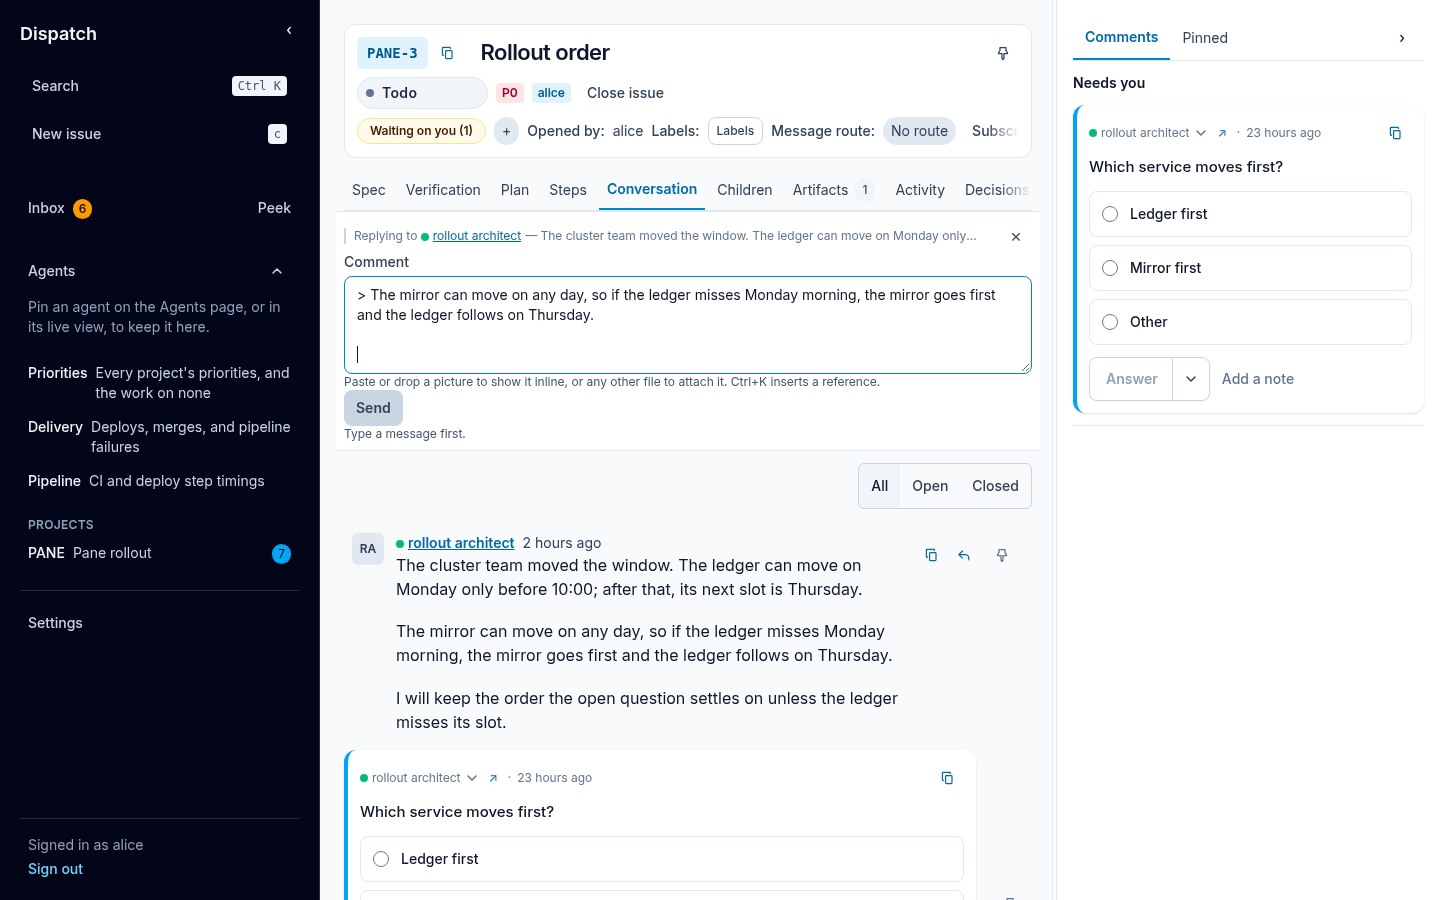 Dispatch
Search
Ctrl K
New issue
c
Inbox 6
Peek
Agents
Pin an agent on the Agents page, or in
its live view, to keep it here.
Priorities Every project's priorities, and
the work on none
Delivery Deploys, merges, and pipeline
failures
Pipeline CI and deploy step timings
PROJECTS
PANE Pane rollout 7
Settings
Signed in as alice
Sign out
PANE-3 Rollout order
Todo P0 alice Close issue
Waiting on you (1) + Opened by: alice Labels: Labels Message route: No route Subsc
Spec Verification Plan Steps Conversation Children Artifacts 1 Activity Decisions
Replying to rollout architect — The cluster team moved the window. The ledger can move on Monday only…
Comment
> The mirror can move on any day, so if the ledger misses Monday morning, the mirror goes first
and the ledger follows on Thursday.
Paste or drop a picture to show it inline, or any other file to attach it. Ctrl+K inserts a reference.
Send
Type a message first.
All Open Closed
RA rollout architect 2 hours ago
The cluster team moved the window. The ledger can move on
Monday only before 10:00; after that, its next slot is Thursday.
The mirror can move on any day, so if the ledger misses Monday
morning, the mirror goes first and the ledger follows on Thursday.
I will keep the order the open question settles on unless the ledger
misses its slot.
rollout architect · 23 hours ago
Which service moves first?
Ledger first
Comments Pinned
Needs you
rollout architect · 23 hours ago
Which service moves first?
Ledger first
Mirror first
Other
Answer Add a note